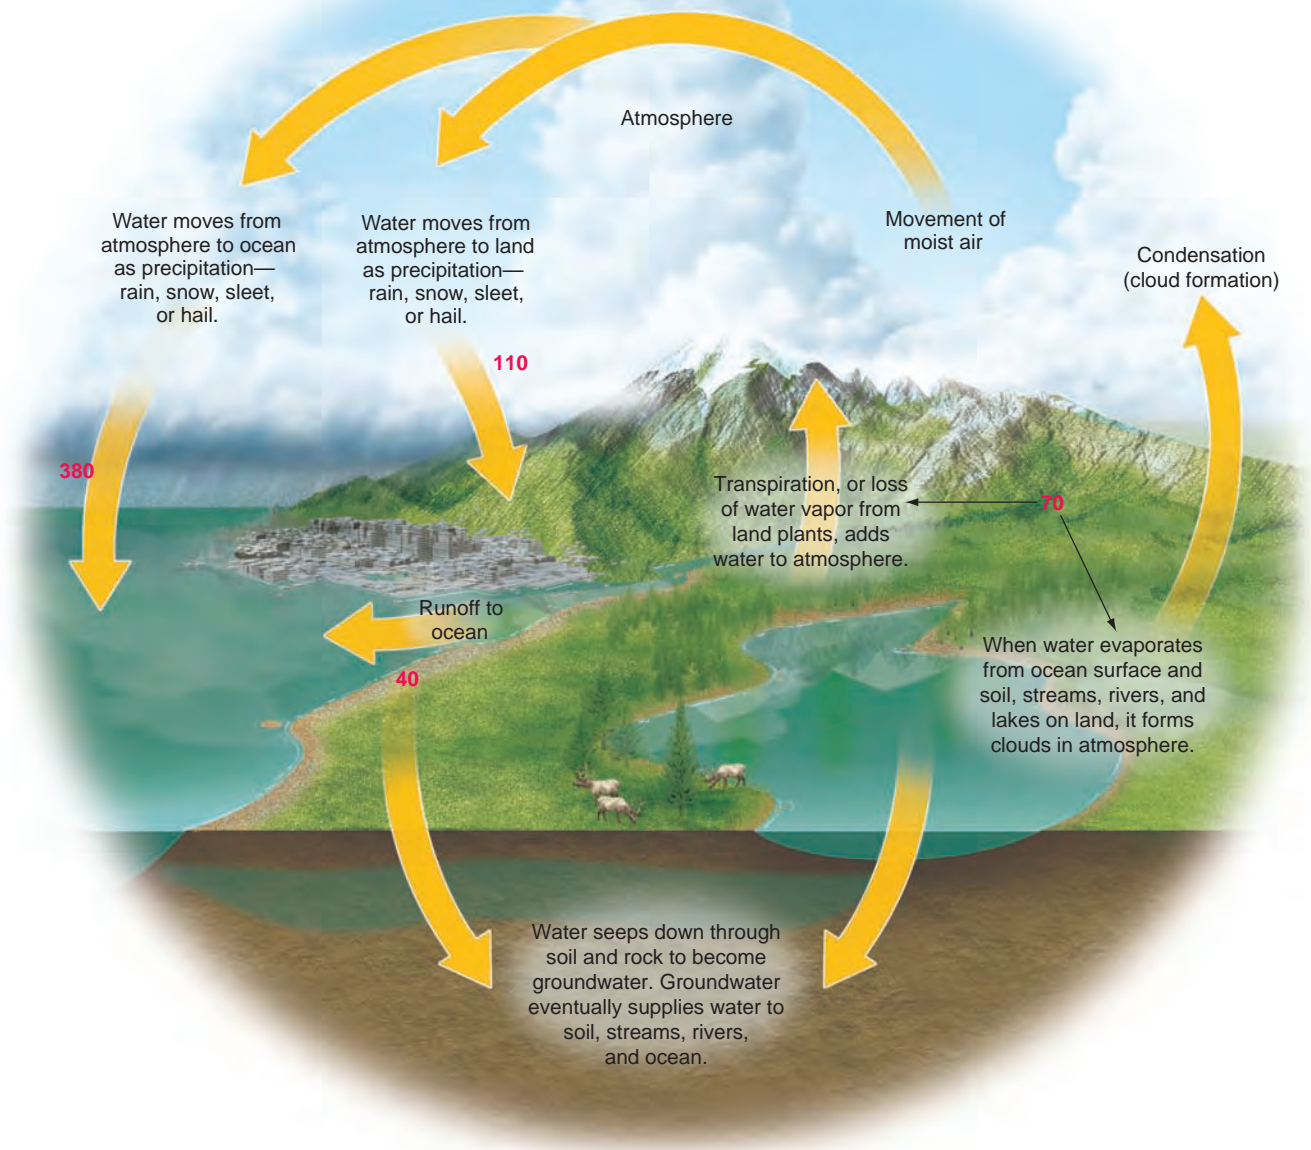 Atmosphere
Water moves from
atmosphere to ocean
as precipitation—
rain, snow, sleet,
or hail.
Water moves from
atmosphere to land
as precipitation—
rain, snow, sleet,
or hail.
Movement of
moist air
Condensation
(cloud formation)
110
380
Transpiration, or loss
of water vapor from
land plants, adds
water to atmosphere.
70
Runoff to
ocean
40
When water evaporates
from ocean surface and
soil, streams, rivers, and
lakes on land, it forms
clouds in atmosphere.
Water seeps down through
soil and rock to become
groundwater. Groundwater
eventually supplies water to
soil, streams, rivers,
and ocean.